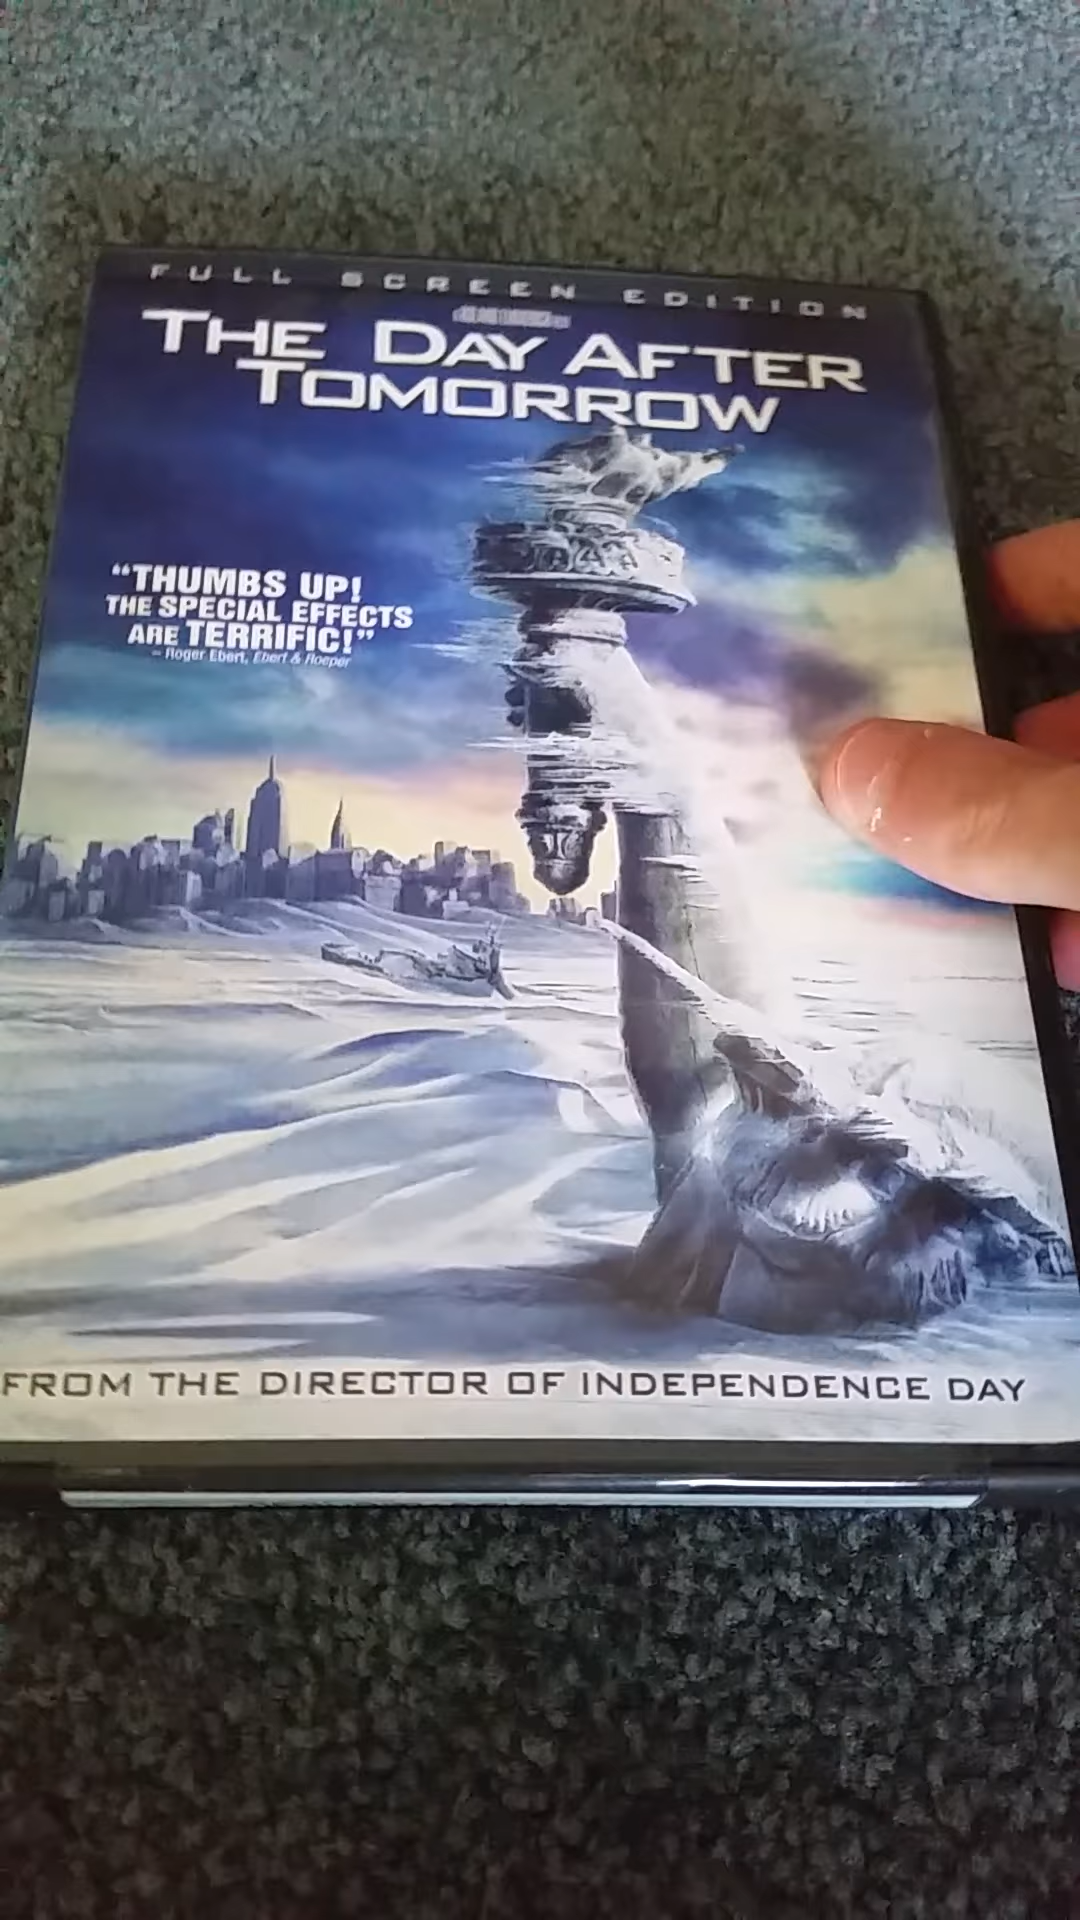 FULL SCREEN EDITION
THE DAY AFTER
TOMORROW
“THUMBS UP!
THE SPECIAL EFFECTS
ARE TERRIFIC!”
– Roger Ebert, Ebert & Roeper
FROM THE DIRECTOR OF INDEPENDENCE DAY